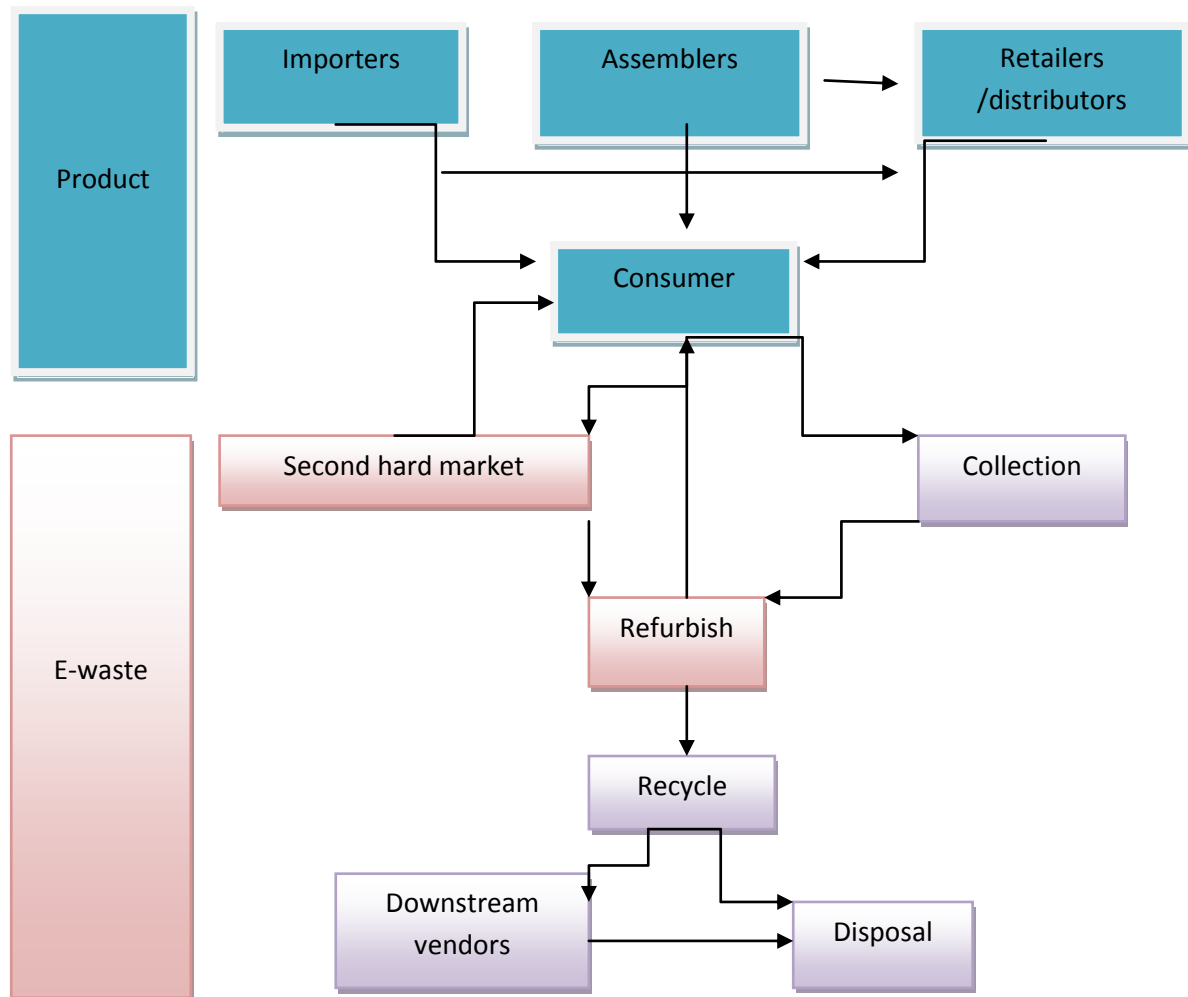 Importers
Assemblers
Retailers
/distributors
Product
Consumer
Second hard market
Collection
Refurbish
E-waste
Recycle
Downstream
vendors
Disposal